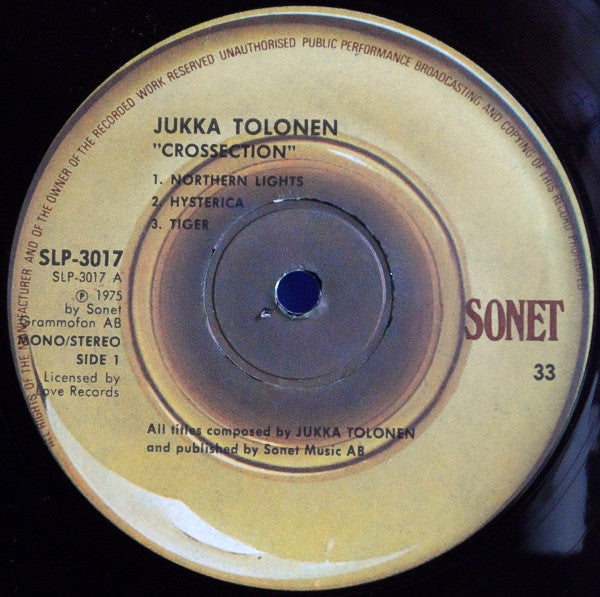 ALL RIGHTS OF THE MANUFACTURER AND OF THE OWNER OF THE RECORDED WORK RESERVED UNAUTHORISED PUBLIC PERFORMANCE BROADCASTING AND COPYING OF THIS RECORD PROHIBITED
JUKKA TOLONEN
"CROSSECTION"
1. NORTHERN LIGHTS
2. HYSTERICA
3. TIGER
SLP-3017
SLP-3017 A
℗ 1975
by Sonet
Grammofon AB
MONO/STEREO
SIDE 1
Licensed by
Love Records
SONET
33
All titles composed by JUKKA TOLONEN
and published by Sonet Music AB